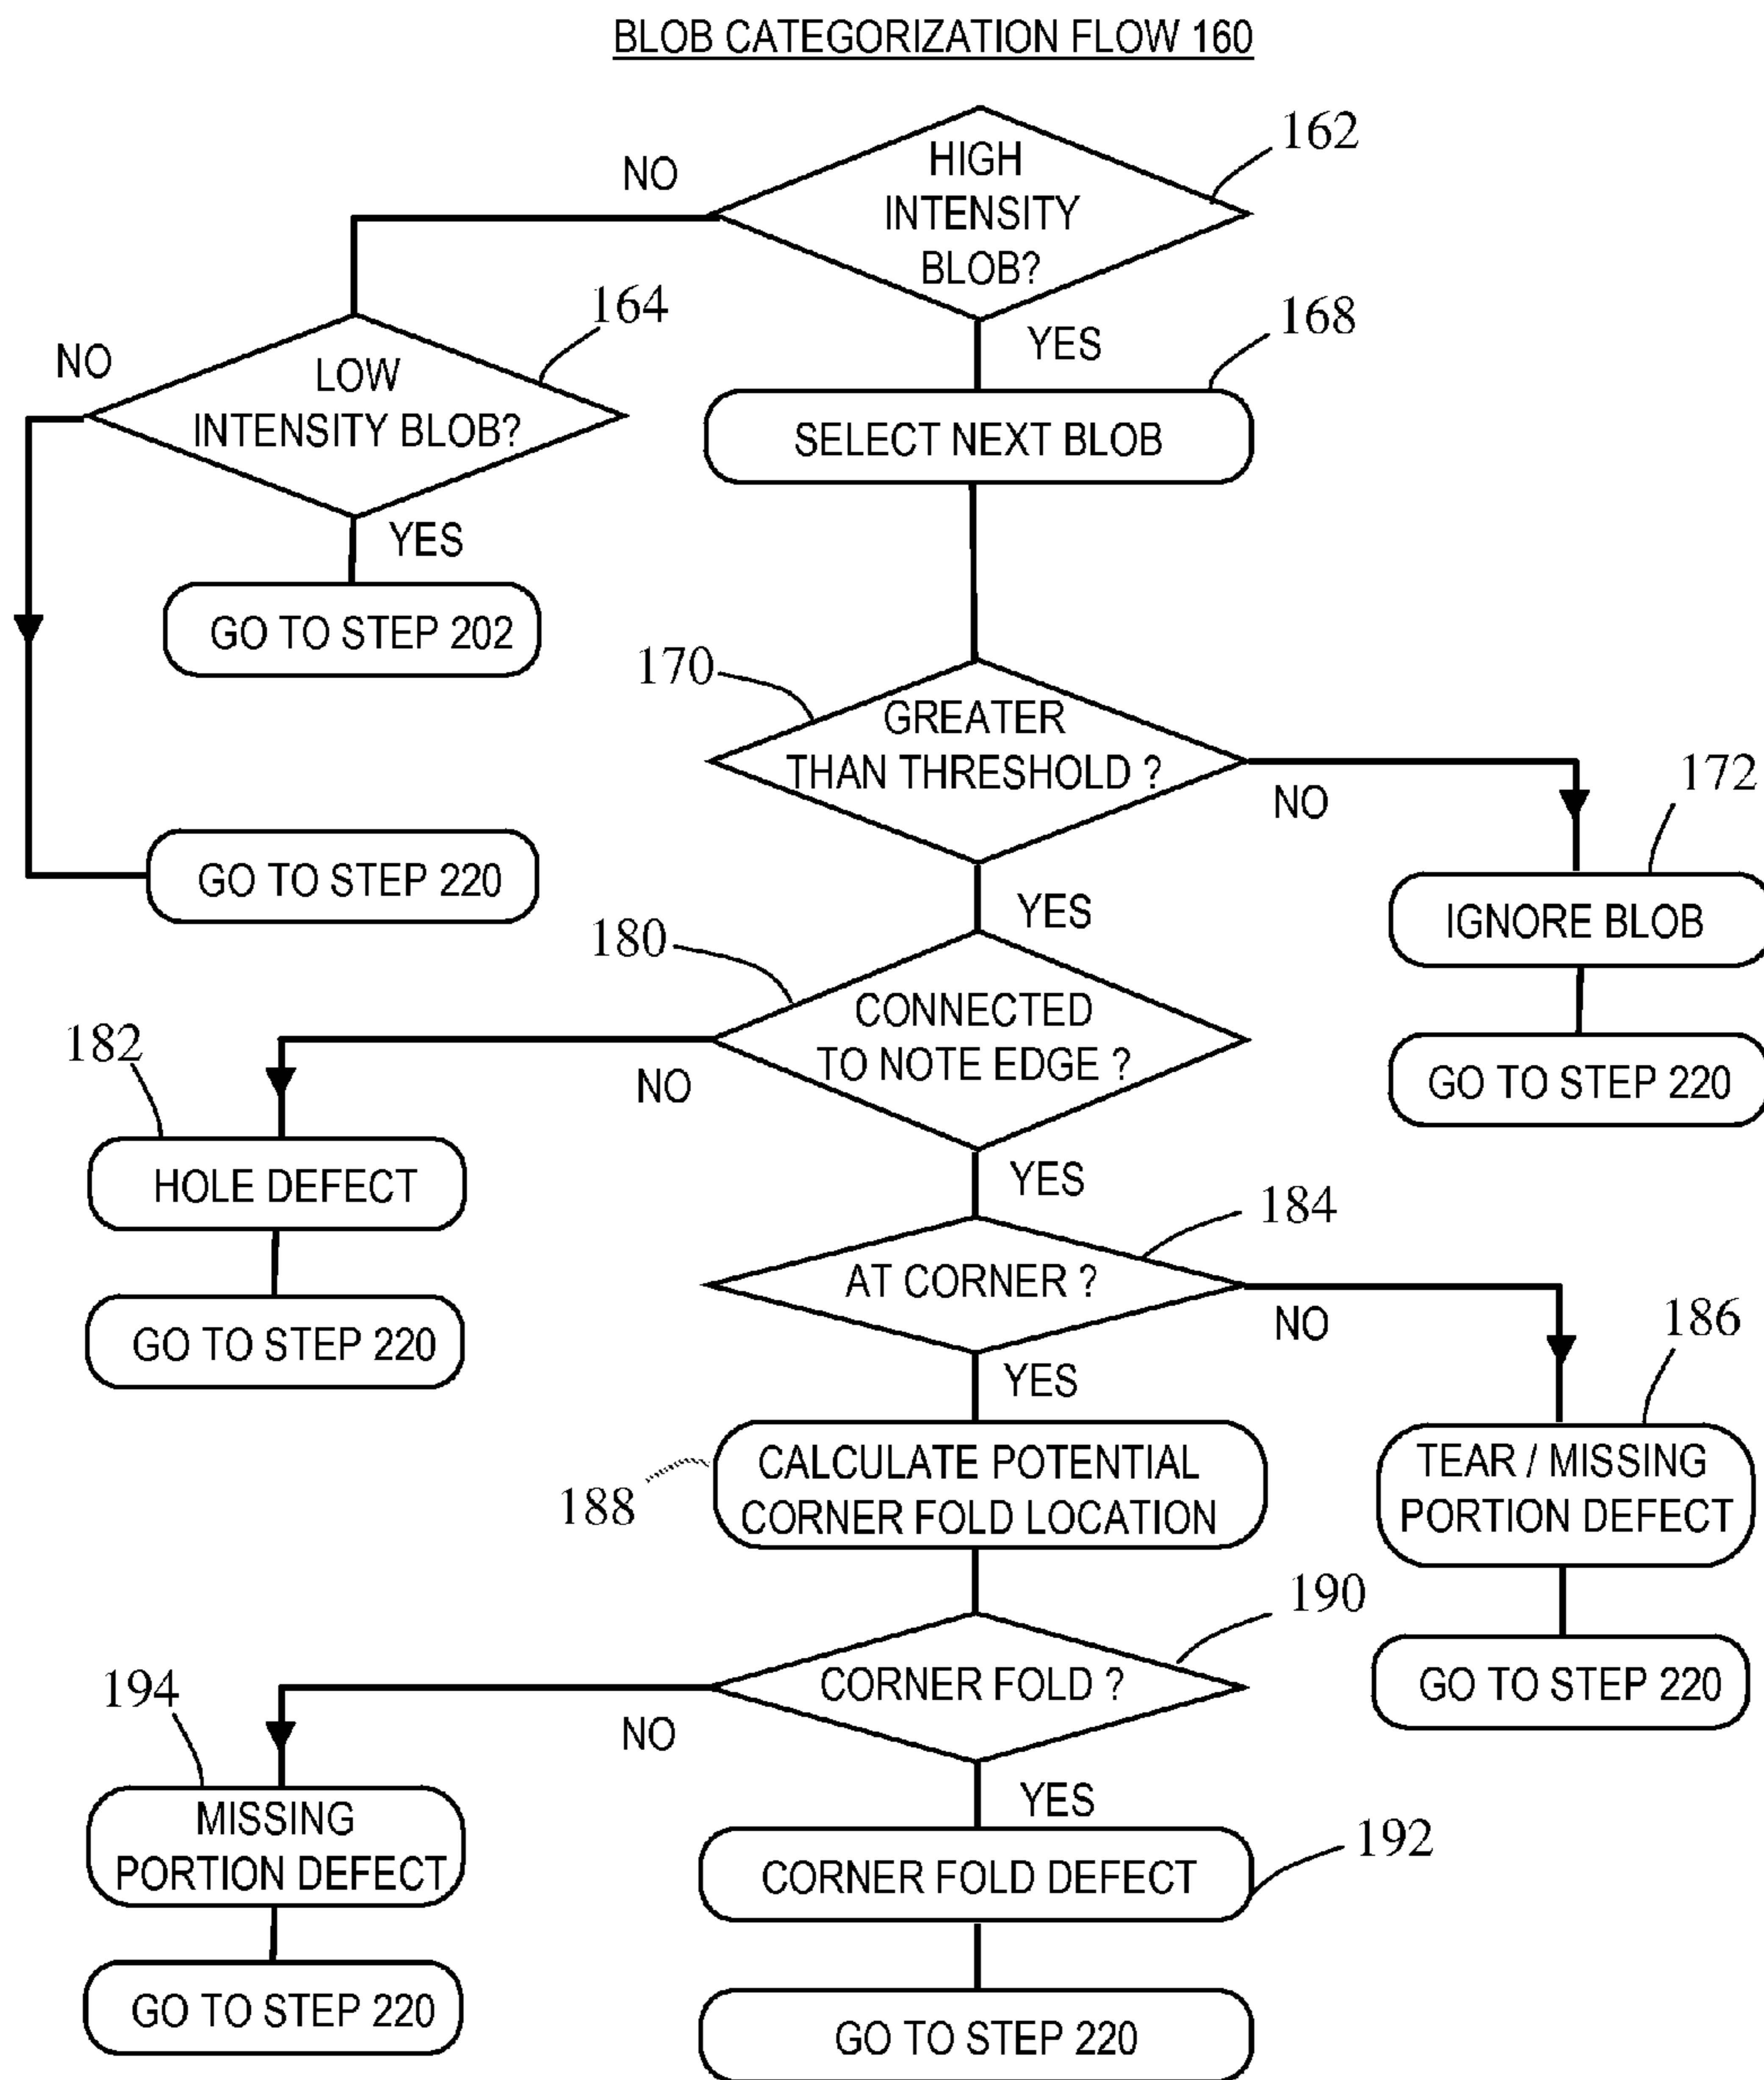 BLOB CATEGORIZATION FLOW 160
162
NO
HIGH
INTENSITY
BLOB?
164
168
YES
NO
LOW
INTENSITY BLOB?
SELECT NEXT BLOB
YES
GO TO STEP 202
170
GREATER
THAN THRESHOLD ?
172
NO
GO TO STEP 220
YES
IGNORE BLOB
180
CONNECTED
TO NOTE EDGE ?
182
NO
GO TO STEP 220
HOLE DEFECT
YES
184
AT CORNER ?
NO
186
GO TO STEP 220
YES
CALCULATE POTENTIAL
CORNER FOLD LOCATION
188
TEAR / MISSING
PORTION DEFECT
190
194
CORNER FOLD ?
GO TO STEP 220
NO
YES
MISSING
PORTION DEFECT
192
CORNER FOLD DEFECT
GO TO STEP 220
GO TO STEP 220